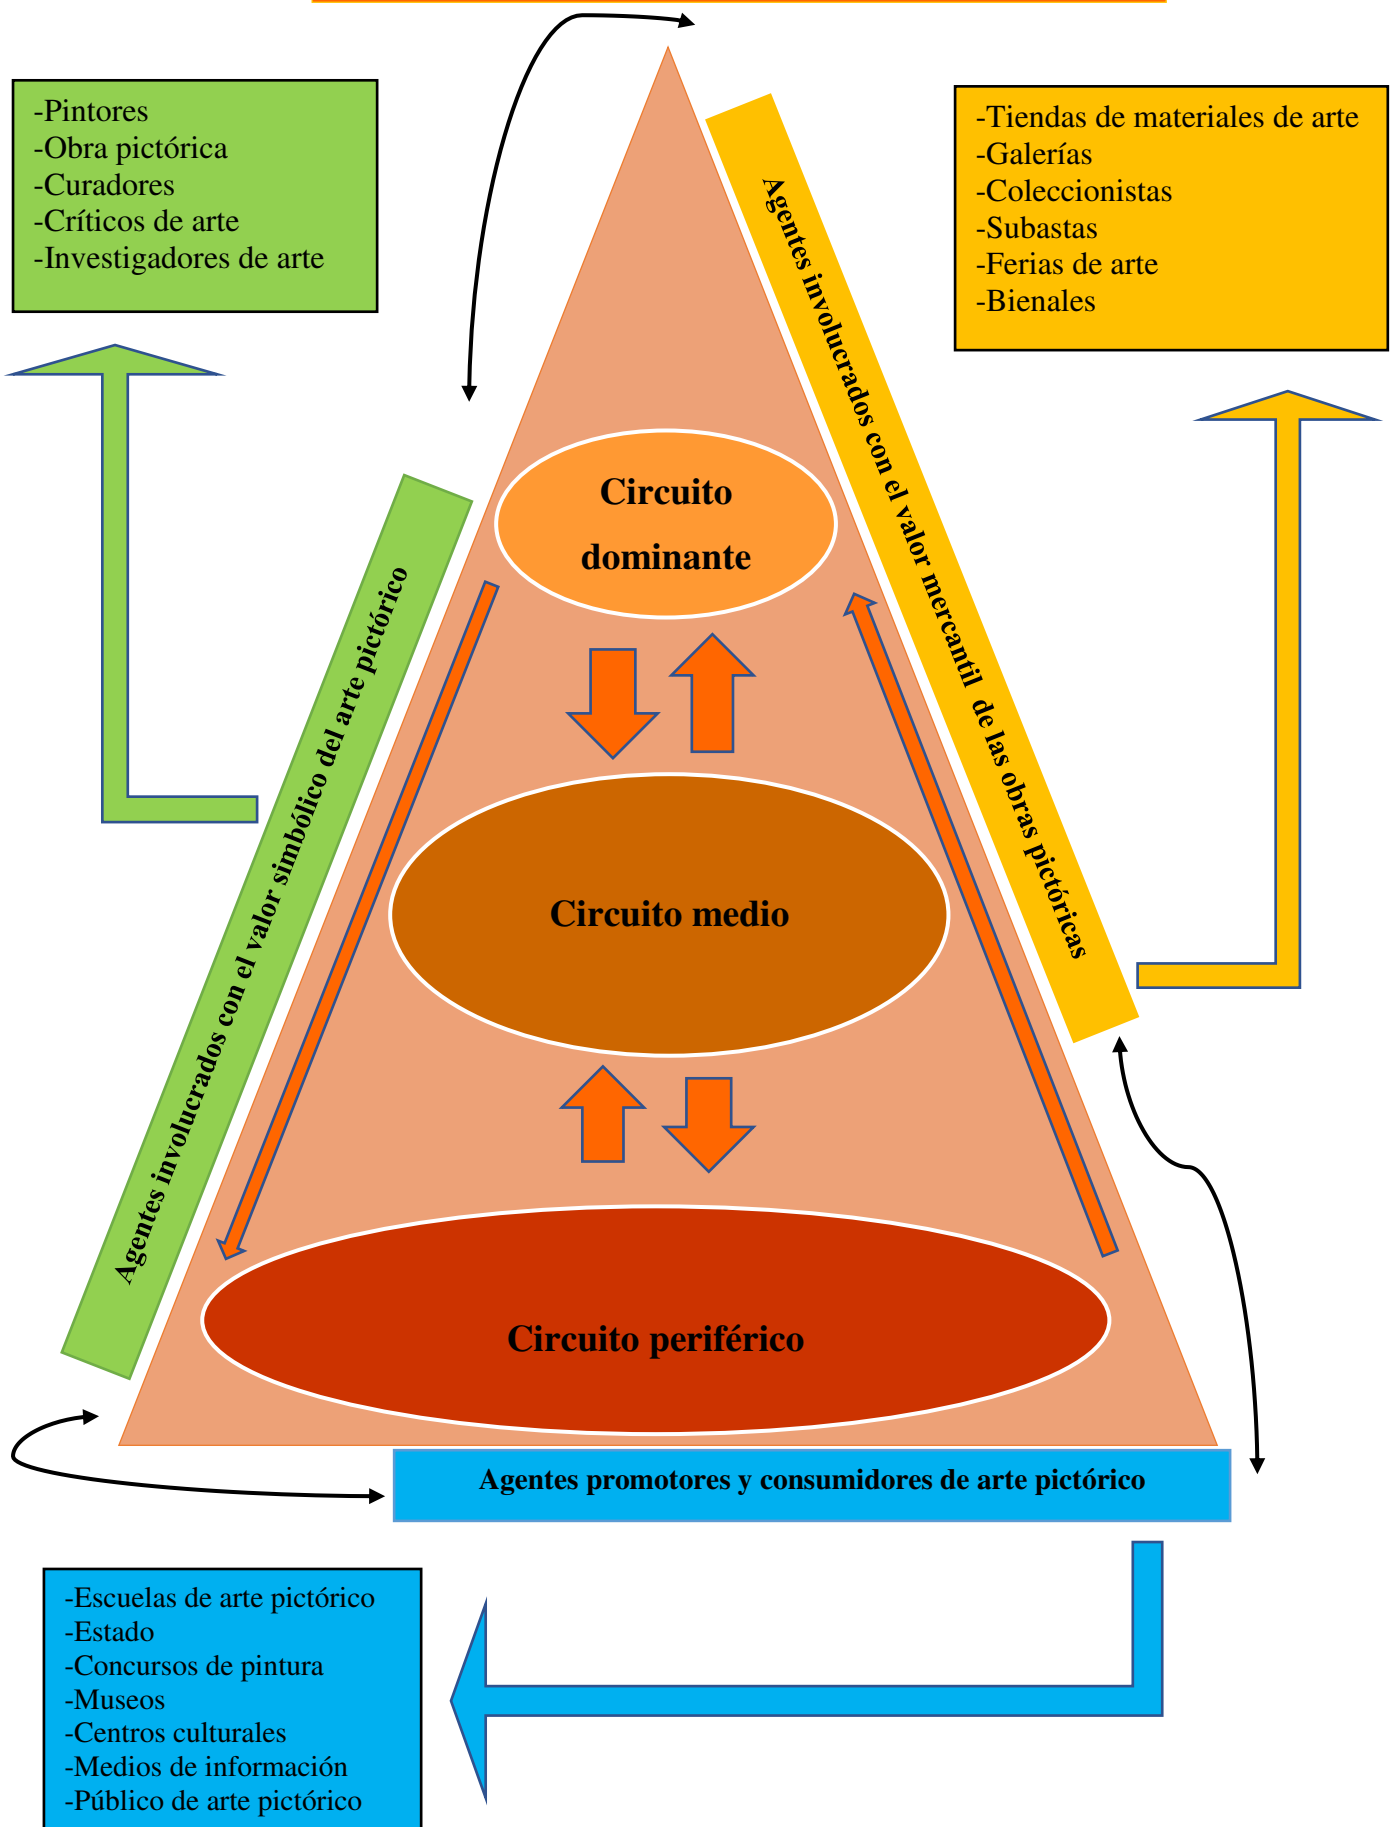 -Pintores
-Obra pictórica
-Curadores
-Críticos de arte
-Investigadores de arte
-Tiendas de materiales de arte
-Galerías
-Coleccionistas
-Subastas
-Ferias de arte
-Bienales
Agentes involucrados con el valor mercantil de las obras pictóricas
Agentes involucrados con el valor simbólico del arte pictórico
Circuito
dominante
Circuito medio
Circuito periférico
Agentes promotores y consumidores de arte pictórico
-Escuelas de arte pictórico
-Estado
-Concursos de pintura
-Museos
-Centros culturales
-Medios de información
-Público de arte pictórico